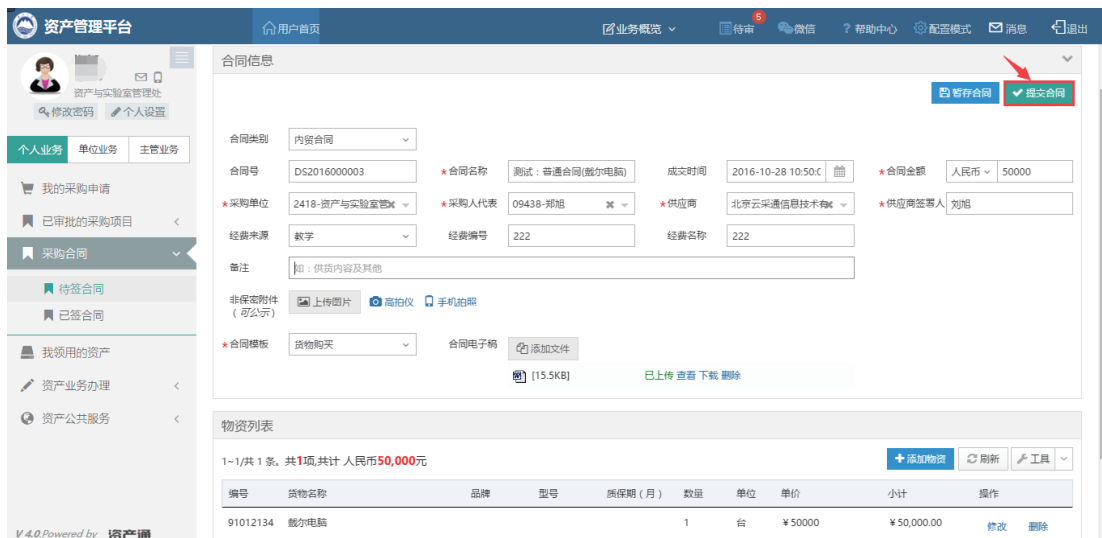 资产管理平台 用户首页 业务概览 待审 5 微信 ? 帮助中心 配置模式 消息 退出
资产与实验室管理处
修改密码 个人设置
个人业务 单位业务 主管业务
我的采购申请
已审批的采购项目
采购合同
待签合同
已签合同
我领用的资产
资产业务办理
资产公共服务
V 4.0,Powered by 资产通
合同信息
暂存合同 提交合同
合同类别 内贸合同
合同号 DS2016000003 *合同名称 测试：普通合同(戴尔电脑) 成交时间 2016-10-28 10:50:0 *合同金额 人民币 50000
*采购单位 2418-资产与实验室管 *采购人代表 09438-郑旭 *供应商 北京云采通信息技术有 *供应商签署人 刘旭
经费来源 教学 经费编号 222 经费名称 222
备注 如：供货内容及其他
非保密附件 上传图片 高拍仪 手机拍照
(可公示)
*合同模板 货物购买 合同电子稿 添加文件
[15.5KB] 已上传 查看 下载 删除
物资列表
1~1/共 1 条。共1项,共计 人民币50,000元 添加物资 刷新 工具
编号 货物名称 品牌 型号 质保期（月） 数量 单位 单价 小计 操作
91012134 戴尔电脑 1 台 ￥50000 ￥50,000.00 修改 删除